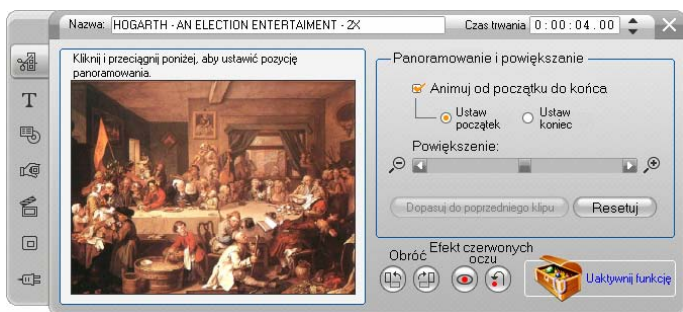 Nazwa: HOGARTH - AN ELECTION ENTERTAIMENT - 2X
Czas trwania 0:00:04.00
Kliknij i przeciągnij poniżej, aby ustawić pozycję
panoramowania.
T
Panoramowanie i powiększanie
Animuj od początku do końca
Ustaw
początek
Ustaw
koniec
Powiększenie:
Dopasuj do poprzedniego klipu
Resetuj
Obróć
Efekt czerwonych
oczu
Uaktywnij funkcję